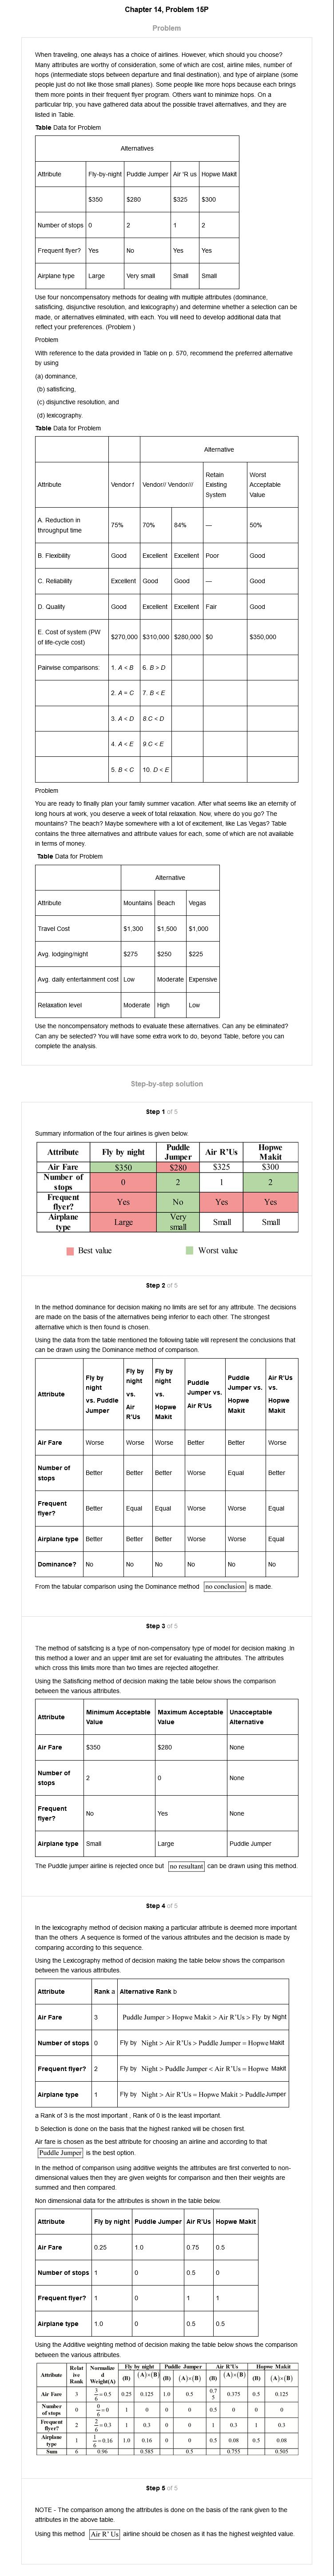 Chapter 14, Problem 15P
Problem
When traveling, one always has a choice of airlines. However, which should you choose?
Many attributes are worthy of consideration, some of which are cost, airline miles, number of
hops (intermediate stops between departure and final destination), and type of airplane (some
people just do not like those small planes). Some people like more hops because each brings
them more points in their frequent flyer program. Others want to minimize hops. On a
particular trip, you have gathered data about the possible travel alternatives, and they are
listed in Table.
Table Data for Problem
Alternatives
Attribute Fly-by-night Puddle Jumper Air 'R us Hopwe Makit
$350 $280 $325 $300
Number of stops 0 2 1 2
Frequent flyer? Yes No Yes Yes
Airplane type Large Very small Small Small
Use four noncompensatory methods for dealing with multiple attributes (dominance,
satisficing, disjunctive resolution, and lexicography) and determine whether a selection can be
made, or alternatives eliminated, with each. You will need to develop additional data that
reflect your preferences. (Problem )
Problem
With reference to the data provided in Table on p. 570, recommend the preferred alternative
by using
(a) dominance,
(b) satisficing,
(c) disjunctive resolution, and
(d) lexicography.
Table Data for Problem
Alternative
Attribute Vendor f Vendor// Vendor/// Retain Existing System Worst Acceptable Value
A. Reduction in throughput time 75% 70% 84% — 50%
B. Flexibility Good Excellent Excellent Poor Good
C. Reliability Excellent Good Good — Good
D. Quality Good Excellent Excellent Fair Good
E. Cost of system (PW of life-cycle cost) $270,000 $310,000 $280,000 $0 $350,000
Pairwise comparisons: 1. A < B 6. B > D
2. A = C 7. B < E
3. A < D 8.C < D
4. A < E 9.C < E
5. B < C 10. D < E
Problem
You are ready to finally plan your family summer vacation. After what seems like an eternity of
long hours at work, you deserve a week of total relaxation. Now, where do you go? The
mountains? The beach? Maybe somewhere with a lot of excitement, like Las Vegas? Table
contains the three alternatives and attribute values for each, some of which are not available
in terms of money.
Table Data for Problem
Alternative
Attribute Mountains Beach Vegas
Travel Cost $1,300 $1,500 $1,000
Avg. lodging/night $275 $250 $225
Avg. daily entertainment cost Low Moderate Expensive
Relaxation level Moderate High Low
Use the noncompensatory methods to evaluate these alternatives. Can any be eliminated?
Can any be selected? You will have some extra work to do, beyond Table, before you can
complete the analysis.
Step-by-step solution
Step 1 of 5
Summary information of the four airlines is given below.
Attribute Fly by night Puddle Jumper Air R'Us Hopwe Makit
Air Fare $350 $280 $325 $300
Number of stops 0 2 1 2
Frequent flyer? Yes No Yes Yes
Airplane type Large Very small Small Small
Best value Worst value
Step 2 of 5
In the method dominance for decision making no limits are set for any attribute. The decisions
are made on the basis of the alternatives being inferior to each other. The strongest
alternative which is then found is chosen.
Using the data from the table mentioned the following table will represent the conclusions that
can be drawn using the Dominance method of comparison.
Attribute Fly by night vs. Puddle Jumper Fly by night vs. Air R'Us Fly by night vs. Hopwe Makit Puddle Jumper vs. Air R'Us Puddle Jumper vs. Hopwe Makit Air R'Us vs. Hopwe Makit
Air Fare Worse Worse Worse Better Better Worse
Number of stops Better Better Better Worse Equal Better
Frequent flyer? Better Equal Equal Worse Worse Equal
Airplane type Better Better Better Worse Worse Equal
Dominance? No No No No No No
From the tabular comparison using the Dominance method no conclusion is made.
Step 3 of 5
The method of satisficing is a type of non-compensatory type of model for decision making .in
this method a lower and an upper limit are set for evaluating the attributes. The attributes
which cross this limits more than two times are rejected altogether.
Using the Satisficing method of decision making the table below shows the comparison
between the various attributes.
Attribute Minimum Acceptable Value Maximum Acceptable Value Unacceptable Alternative
Air Fare $350 $280 None
Number of stops 2 0 None
Frequent flyer? No Yes None
Airplane type Small Large Puddle Jumper
The Puddle jumper airline is rejected once but no resultant can be drawn using this method.
Step 4 of 5
In the lexicography method of decision making a particular attribute is deemed more important
than the others .A sequence is formed of the various attributes and the decision is made by
comparing according to this sequence.
Using the Lexicography method of decision making the table below shows the comparison
between the various attributes.
Attribute Rank a Alternative Rank b
Air Fare 3 Puddle Jumper > Hopwe Makit > Air R'Us > Fly by Night
Number of stops 0 Fly by Night > Air R'Us > Puddle Jumper = Hopwe Makit
Frequent flyer? 2 Fly by Night > Puddle Jumper < Air R'Us = Hopwe Makit
Airplane type 1 Fly by Night > Air R'Us = Hopwe Makit > Puddle Jumper
a Rank of 3 is the most important , Rank of 0 is the least important.
b Selection is done on the basis that the highest ranked will be chosen first.
Air fare is chosen as the best attribute for choosing an airline and according to that
Puddle Jumper is the best option.
In the method of comparison using additive weights the attributes are first converted to non-
dimensional values then they are given weights for comparison and then their weights are
summed and then compared.
Non dimensional data for the attributes is shown in the table below.
Attribute Fly by night Puddle Jumper Air R'Us Hopwe Makit
Air Fare 0.25 1.0 0.75 0.5
Number of stops 1 0 0.5 0
Frequent flyer? 1 0 1 1
Airplane type 1.0 0 0.5 0.5
Using the Additive weighting method of decision making the table below shows the comparison
between the various attributes.
Attribute Relat ive Rank Normalize d Weight(A) Fly by night Puddle Jumper Air R'Us Hopwe Makit
(B) (A)×(B) (B) (A)×(B) (B) (A)×(B) (B) (A)×(B)
Air Fare 3 3/6=0.5 0.25 0.125 1.0 0.5 0.7 5 0.375 0.5 0.125
Number of stops 0 0/6=0 1 0 0 0 0.5 0 0 0
Frequent flyer? 2 2/6=0.3 1 0.3 0 0 1 0.3 1 0.3
Airplane type 1 1/6=0.16 1.0 0.16 0 0 0.5 0.08 0.5 0.08
Sum 6 0.96 0.585 0.5 0.755 0.505
Step 5 of 5
NOTE - The comparison among the attributes is done on the basis of the rank given to the
attributes in the above table.
Using this method Air R' Us airline should be chosen as it has the highest weighted value.